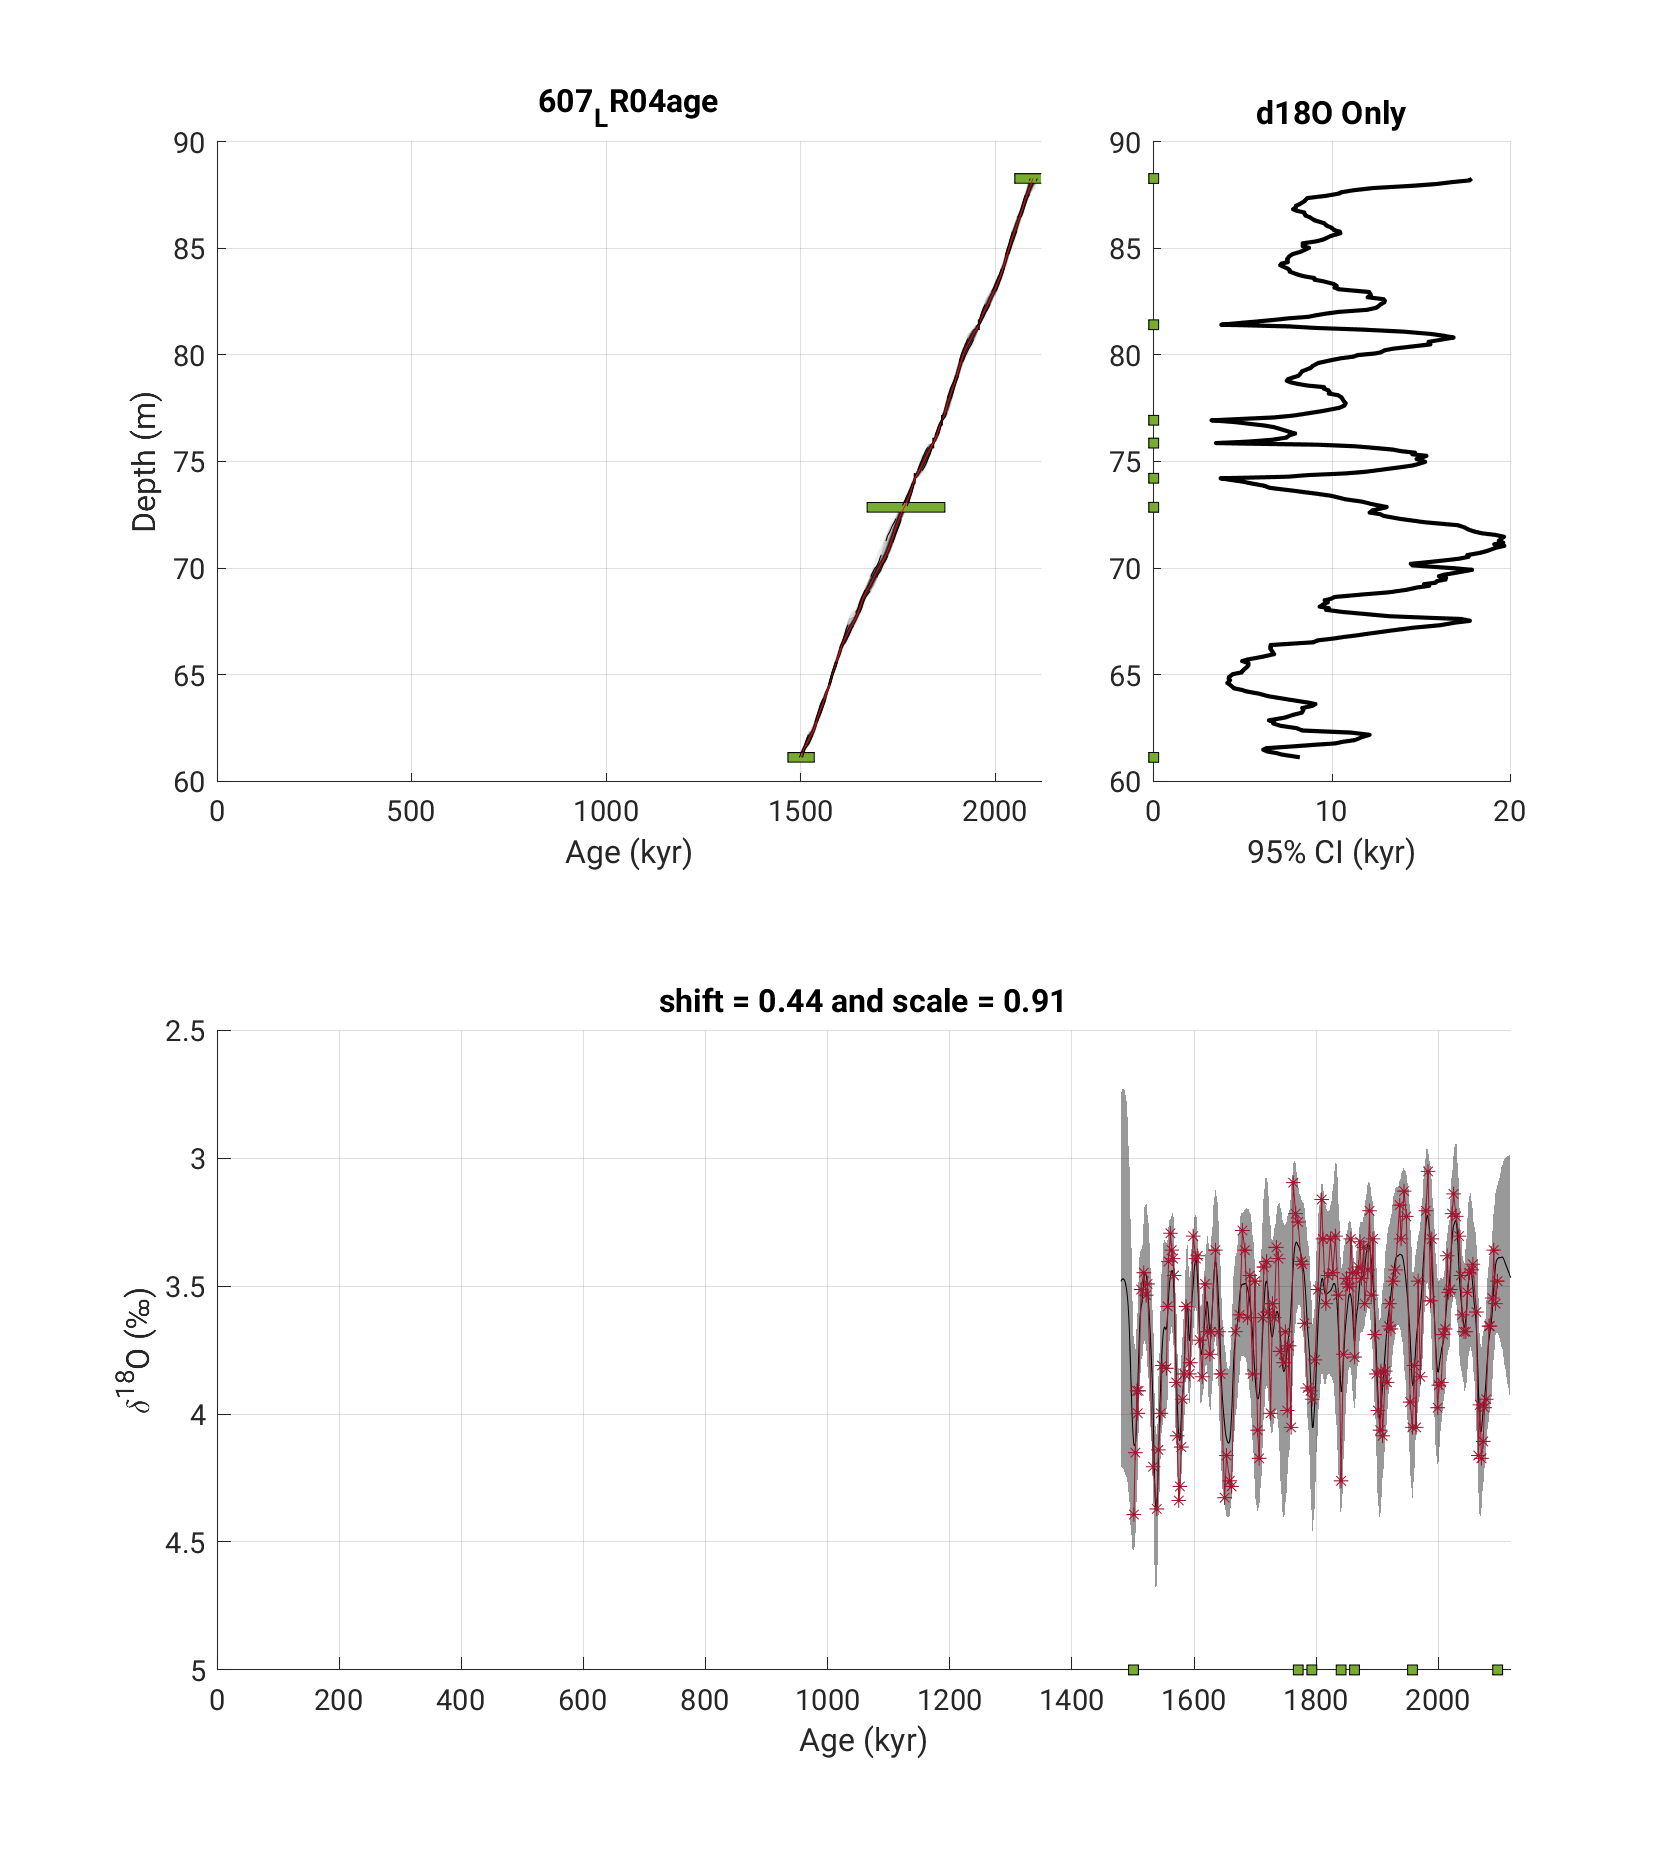 607_LR04age
90
85
80
75
70
65
60
Depth (m)
0 500 1000 1500 2000
Age (kyr)
d18O Only
90
85
80
75
70
65
60
0 10 20
95% CI (kyr)
shift = 0.44 and scale = 0.91
2.5
3
3.5
4
4.5
5
δ18O (‰)
0 200 400 600 800 1000 1200 1400 1600 1800 2000
Age (kyr)